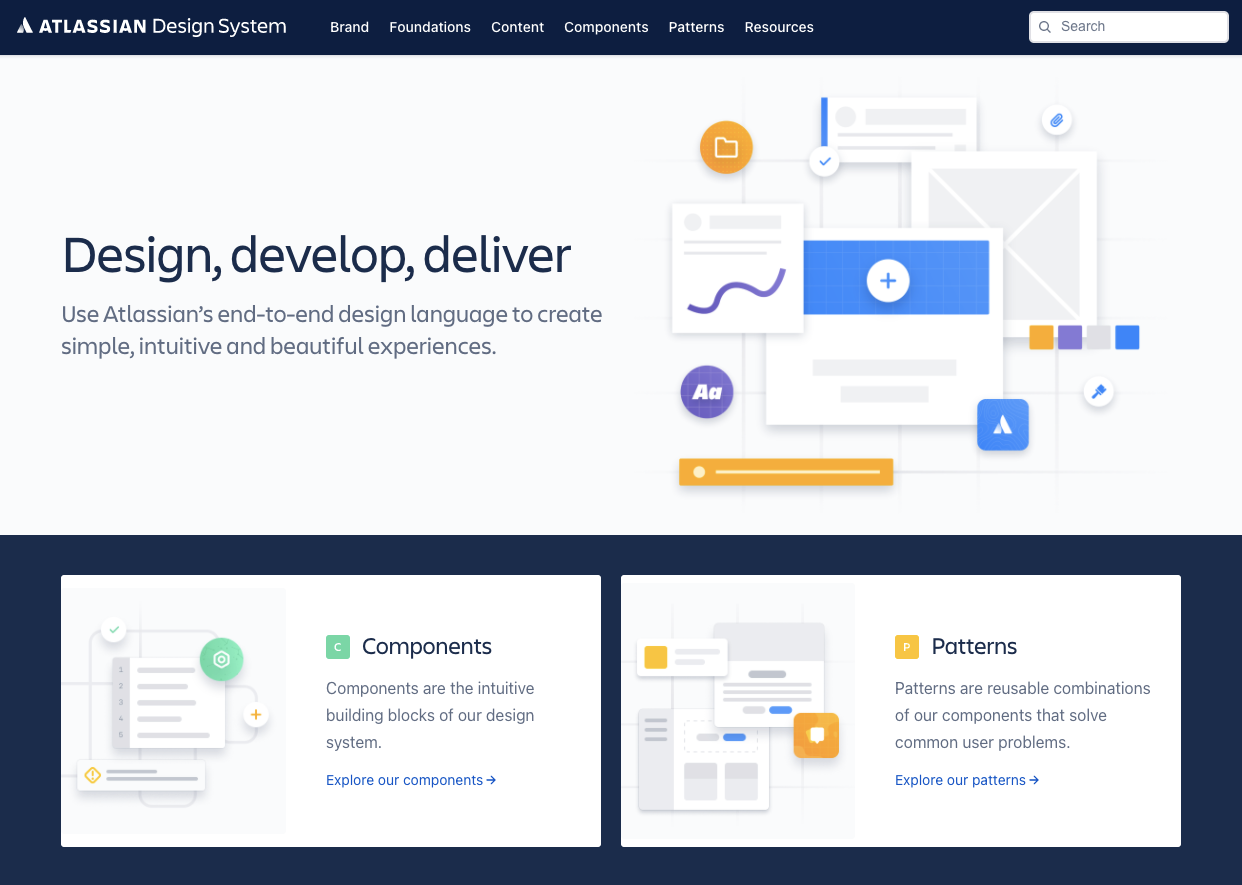 ATLASSIAN Design System
Brand
Foundations
Content
Components
Patterns
Resources
Search
Design, develop, deliver
Use Atlassian’s end-to-end design language to create
simple, intuitive and beautiful experiences.
Aa
1
2
3
4
5
C
Components
Components are the intuitive
building blocks of our design
system.
Explore our components →
P
Patterns
Patterns are reusable combinations
of our components that solve
common user problems.
Explore our patterns →